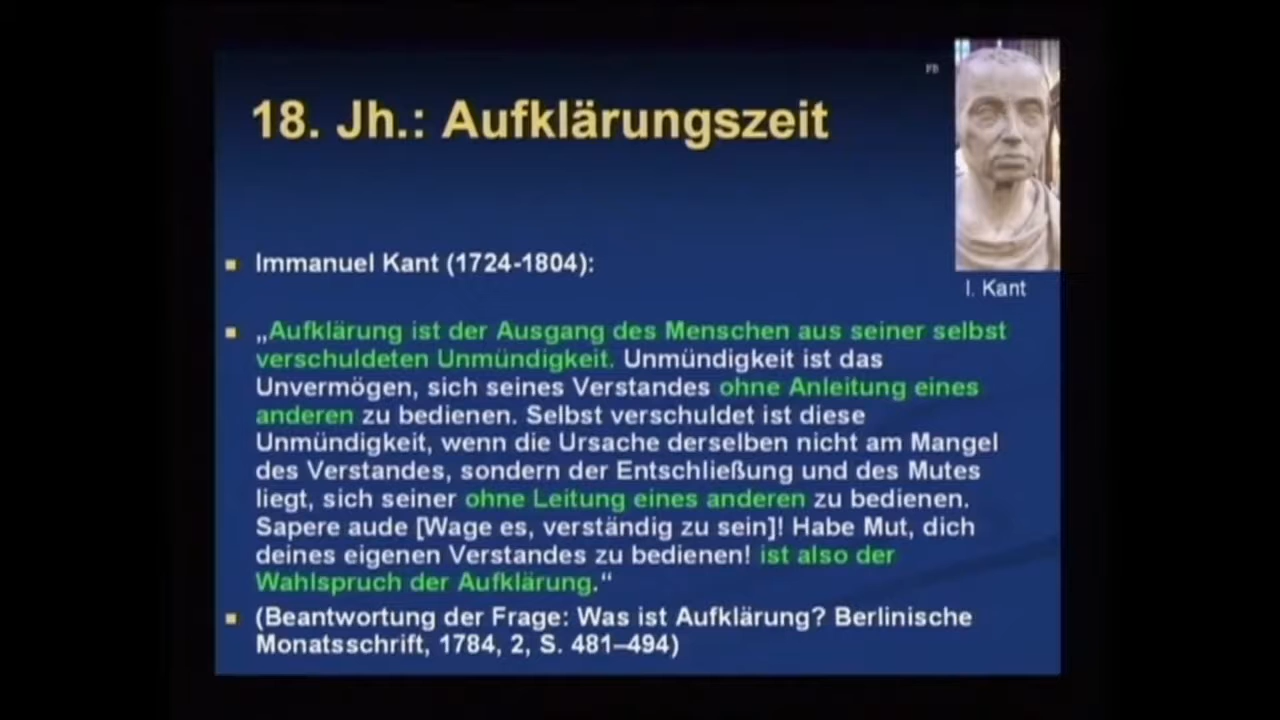 FB
18. Jh.: Aufklärungszeit
Immanuel Kant (1724-1804):
I. Kant
„Aufklärung ist der Ausgang des Menschen aus seiner selbst
verschuldeten Unmündigkeit. Unmündigkeit ist das
Unvermögen, sich seines Verstandes ohne Anleitung eines
anderen zu bedienen. Selbst verschuldet ist diese
Unmündigkeit, wenn die Ursache derselben nicht am Mangel
des Verstandes, sondern der Entschließung und des Mutes
liegt, sich seiner ohne Leitung eines anderen zu bedienen.
Sapere aude [Wage es, verständig zu sein]! Habe Mut, dich
deines eigenen Verstandes zu bedienen! ist also der
Wahlspruch der Aufklärung.“
(Beantwortung der Frage: Was ist Aufklärung? Berlinische
Monatsschrift, 1784, 2, S. 481–494)